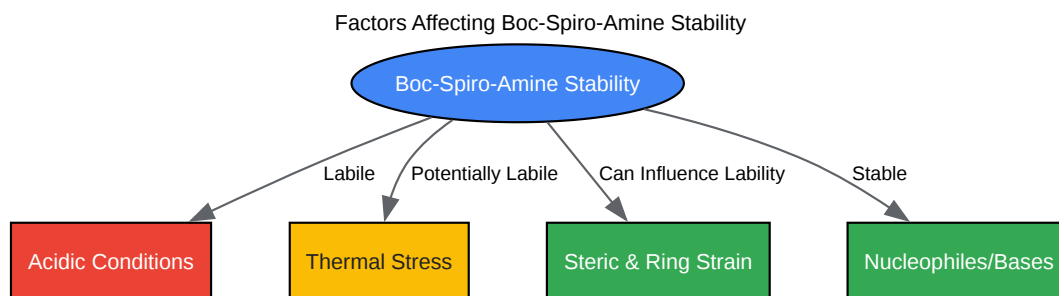 Factors Affecting Boc-Spiro-Amine Stability
Boc-Spiro-Amine Stability
Labile
Potentially Labile
Can Influence Lability
Stable
Acidic Conditions
Thermal Stress
Steric & Ring Strain
Nucleophiles/Bases